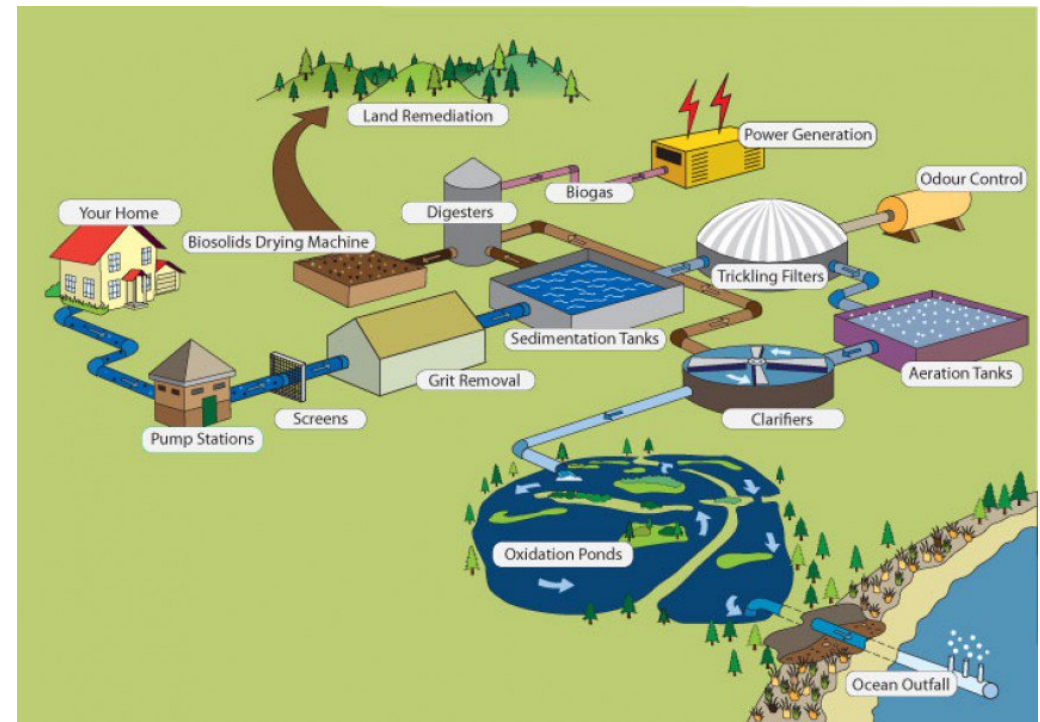 Land Remediation
Power Generation
Odour Control
Biogas
Your Home
Digesters
Biosolids Drying Machine
Trickling Filters
Sedimentation Tanks
Grit Removal
Aeration Tanks
Screens
Clarifiers
Pump Stations
Oxidation Ponds
Ocean Outfall